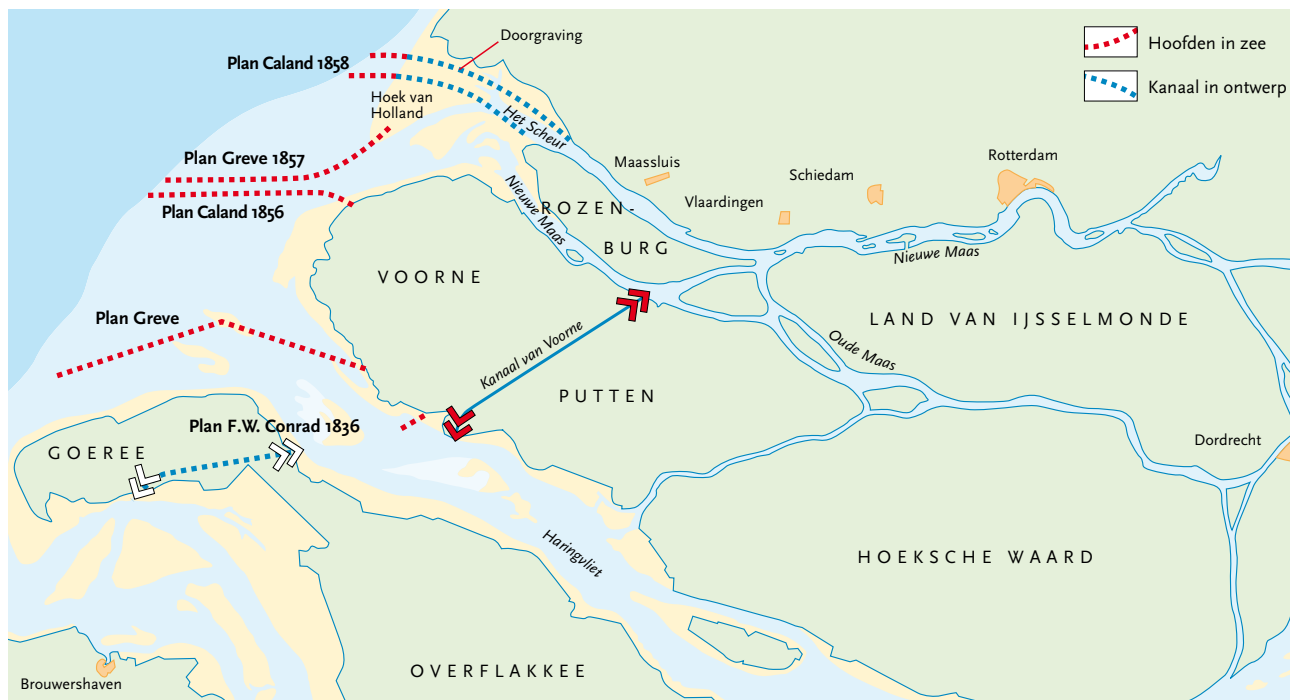 Doorgraving
Hoofden in zee
Plan Caland 1858
Kanaal in ontwerp
Hoek van
Holland
Het Scheur
Plan Greve 1857
Maassluis
Rotterdam
Schiedam
Plan Caland 1856
Nieuwe Maas
ROZEN-
BURG
Vlaardingen
Nieuwe Maas
VOORNE
Plan Greve
LAND VAN IJSSELMONDE
Kanaal van Voorne
Oude Maas
PUTTEN
Plan F.W. Conrad 1836
GOEREE
Dordrecht
Haringvliet
HOEKSCHE WAARD
OVERFLAKKEE
Brouwershaven